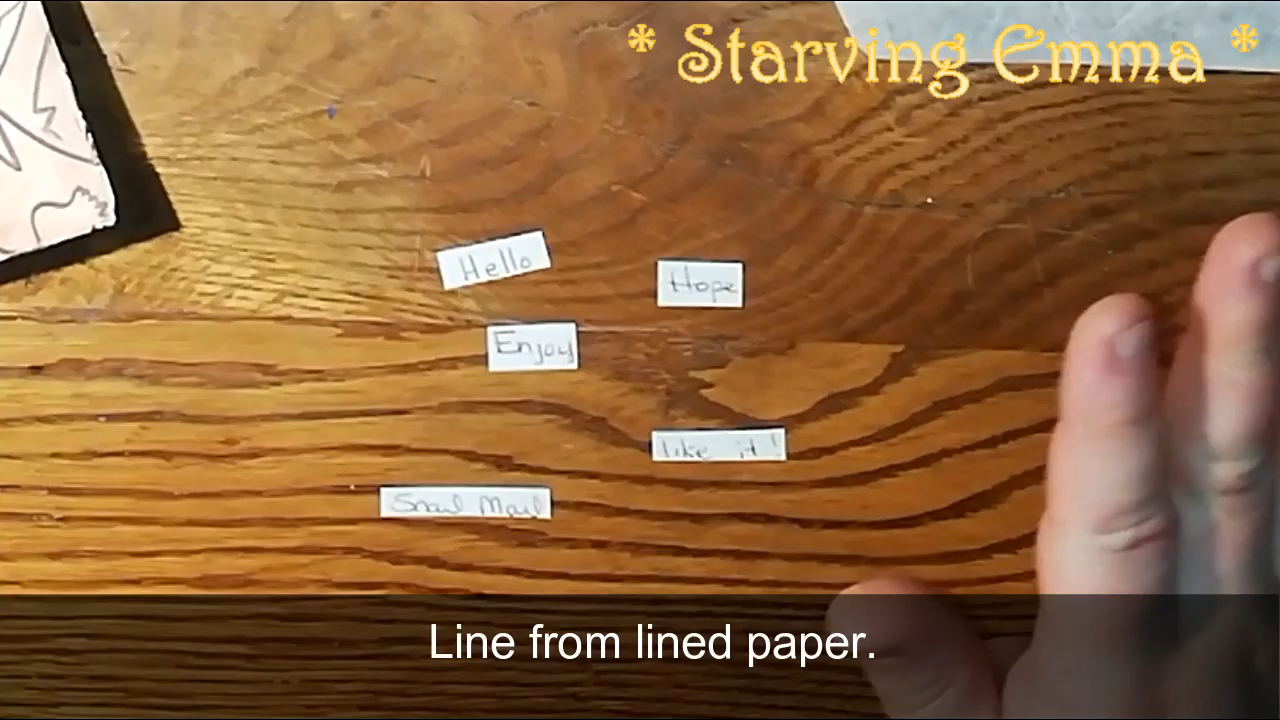 * Starving Emma *
Hello
Hope
Enjoy
like it!
Snail Mail
Line from lined paper.